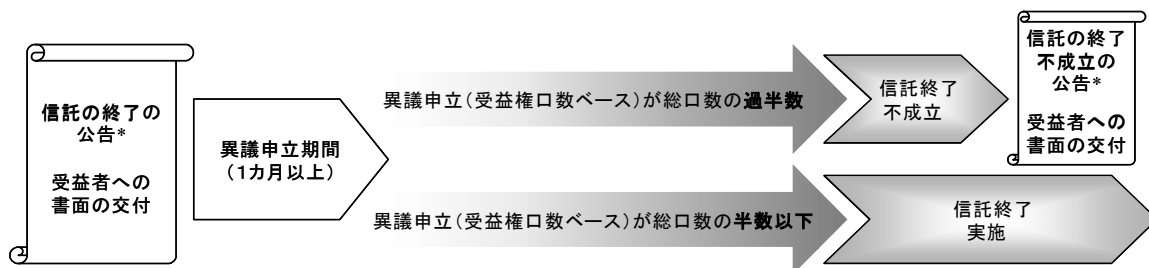 信託の終了の
公告*
受益者への
書面の交付
異議申立期間
(1カ月以上)
異議申立(受益権口数ベース)が総口数の過半数
信託終了
不成立
信託の終了
不成立の
公告*
受益者への
書面の交付
異議申立(受益権口数ベース)が総口数の半数以下
信託終了
実施